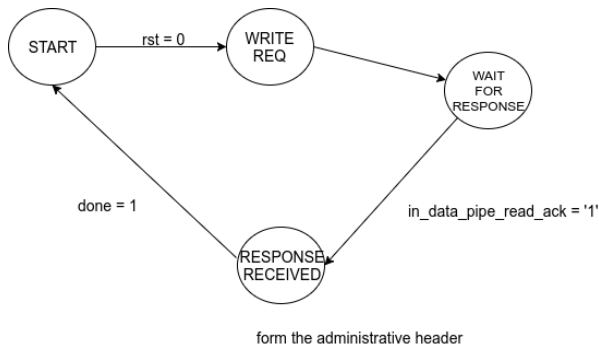 START
rst = 0
WRITE
REQ
WAIT
FOR
RESPONSE
done = 1
in_data_pipe_read_ack = '1'
RESPONSE
RECEIVED
form the administrative header